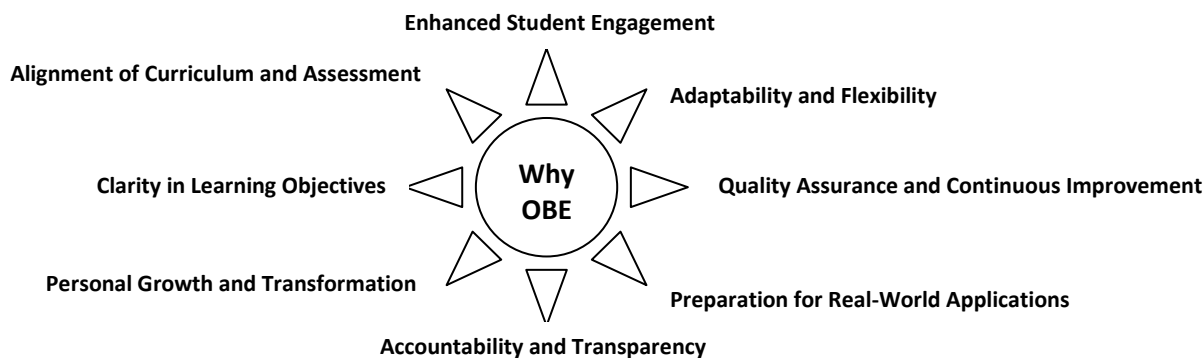 Enhanced Student Engagement
Alignment of Curriculum and Assessment
Adaptability and Flexibility
Why
OBE
Clarity in Learning Objectives
Quality Assurance and Continuous Improvement
Personal Growth and Transformation
Preparation for Real-World Applications
Accountability and Transparency